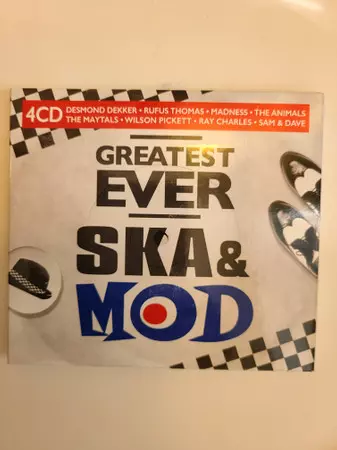 4CD
DESMOND DEKKER • RUFUS THOMAS • MADNESS • THE ANIMALS
THE MAYTALS • WILSON PICKETT • RAY CHARLES • SAM & DAVE
GREATEST
EVER
SKA &
MOD